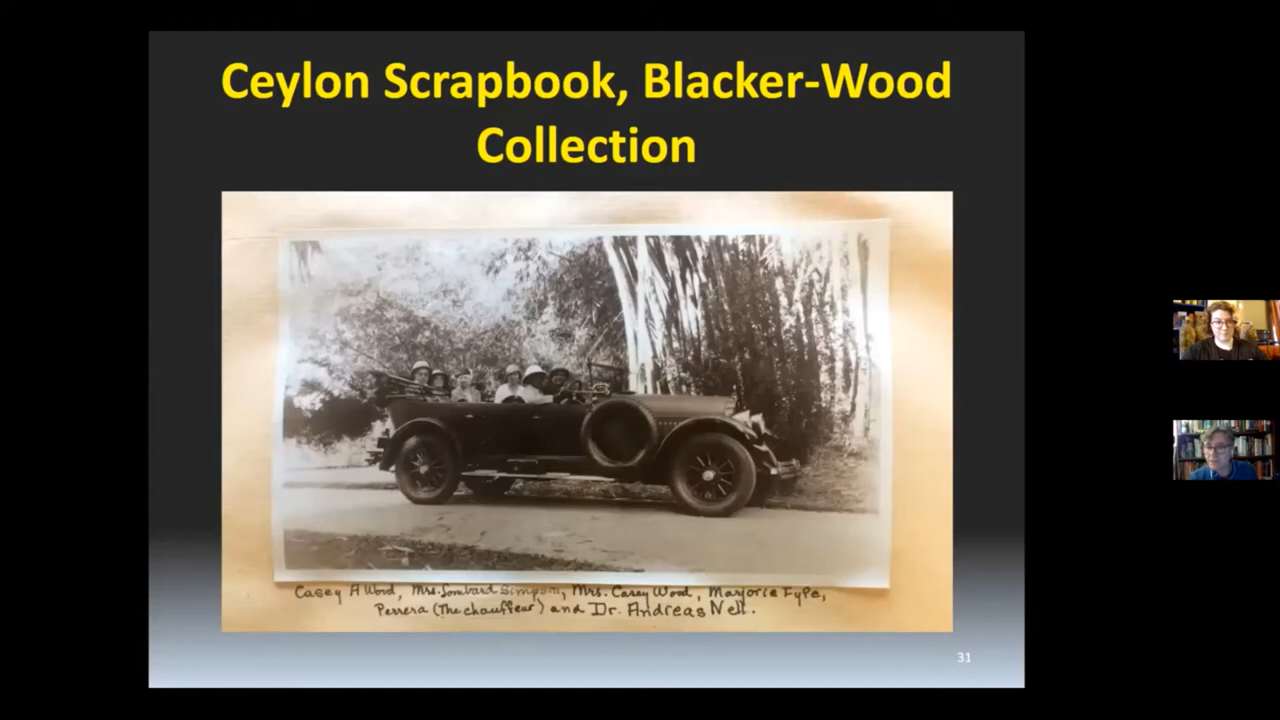 Ceylon Scrapbook, Blacker-Wood
Collection
Casey A Wood, Mrs. Lombard Simpson, Mrs. Casey Wood, Marjorie Fyfe,
Perrera (The chauffeur) and Dr. Andreas Nell.
31